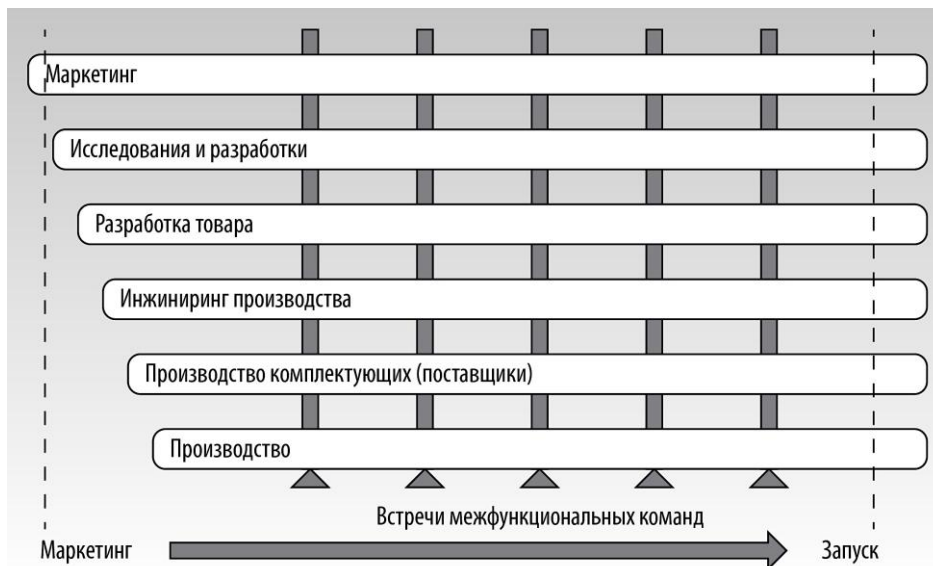 Маркетинг
Исследования и разработки
Разработка товара
Инжиниринг производства
Производство комплектующих (поставщики)
Производство
Встречи межфункциональных команд
Маркетинг
Запуск